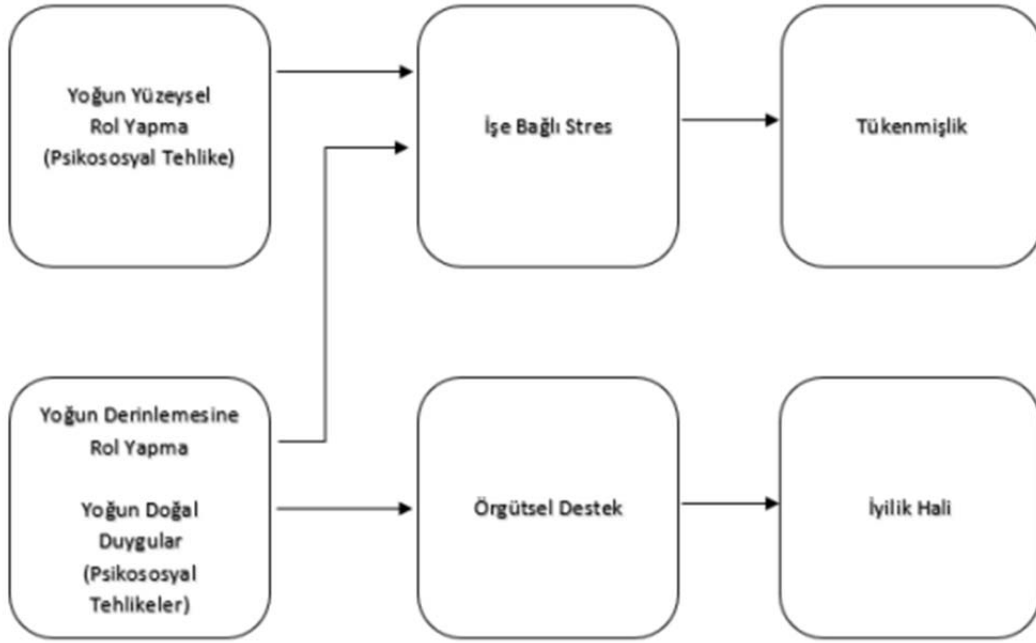 Yoğun Yüzeysel
Rol Yapma
(Psikososyal Tehlike)
İşe Bağlı Stres
Tükenmişlik
Yoğun Derinlemesine
Rol Yapma
Yoğun Doğal
Duygular
(Psikososyal
Tehlikeler)
Örgütsel Destek
İyilik Hali